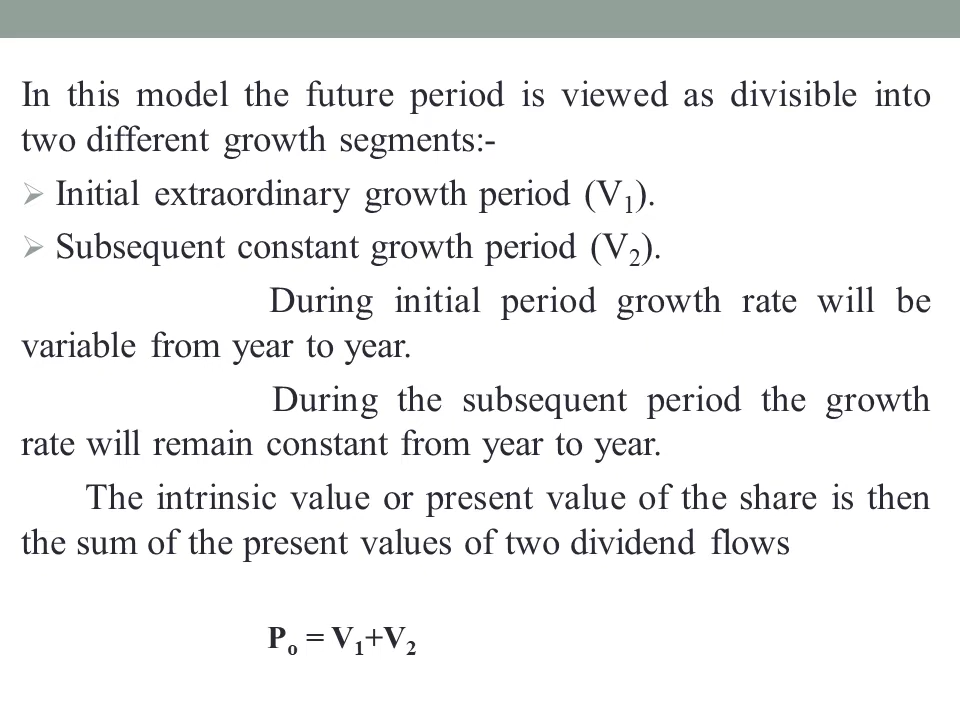 In this model the future period is viewed as divisible into
two different growth segments:-
➢ Initial extraordinary growth period (V₁).
➢ Subsequent constant growth period (V₂).
During initial period growth rate will be
variable from year to year.
During the subsequent period the growth
rate will remain constant from year to year.
The intrinsic value or present value of the share is then
the sum of the present values of two dividend flows
Pₒ = V₁+V₂